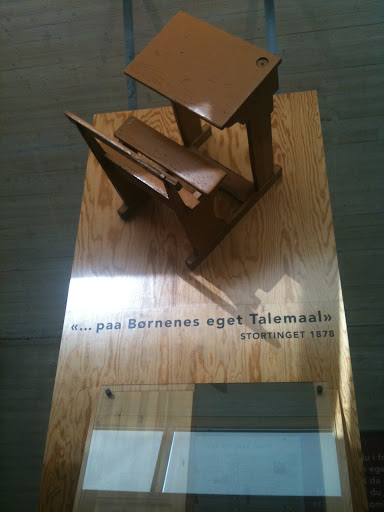 «... paa Børnenes eget Talemaal»
STORTINGET 1878